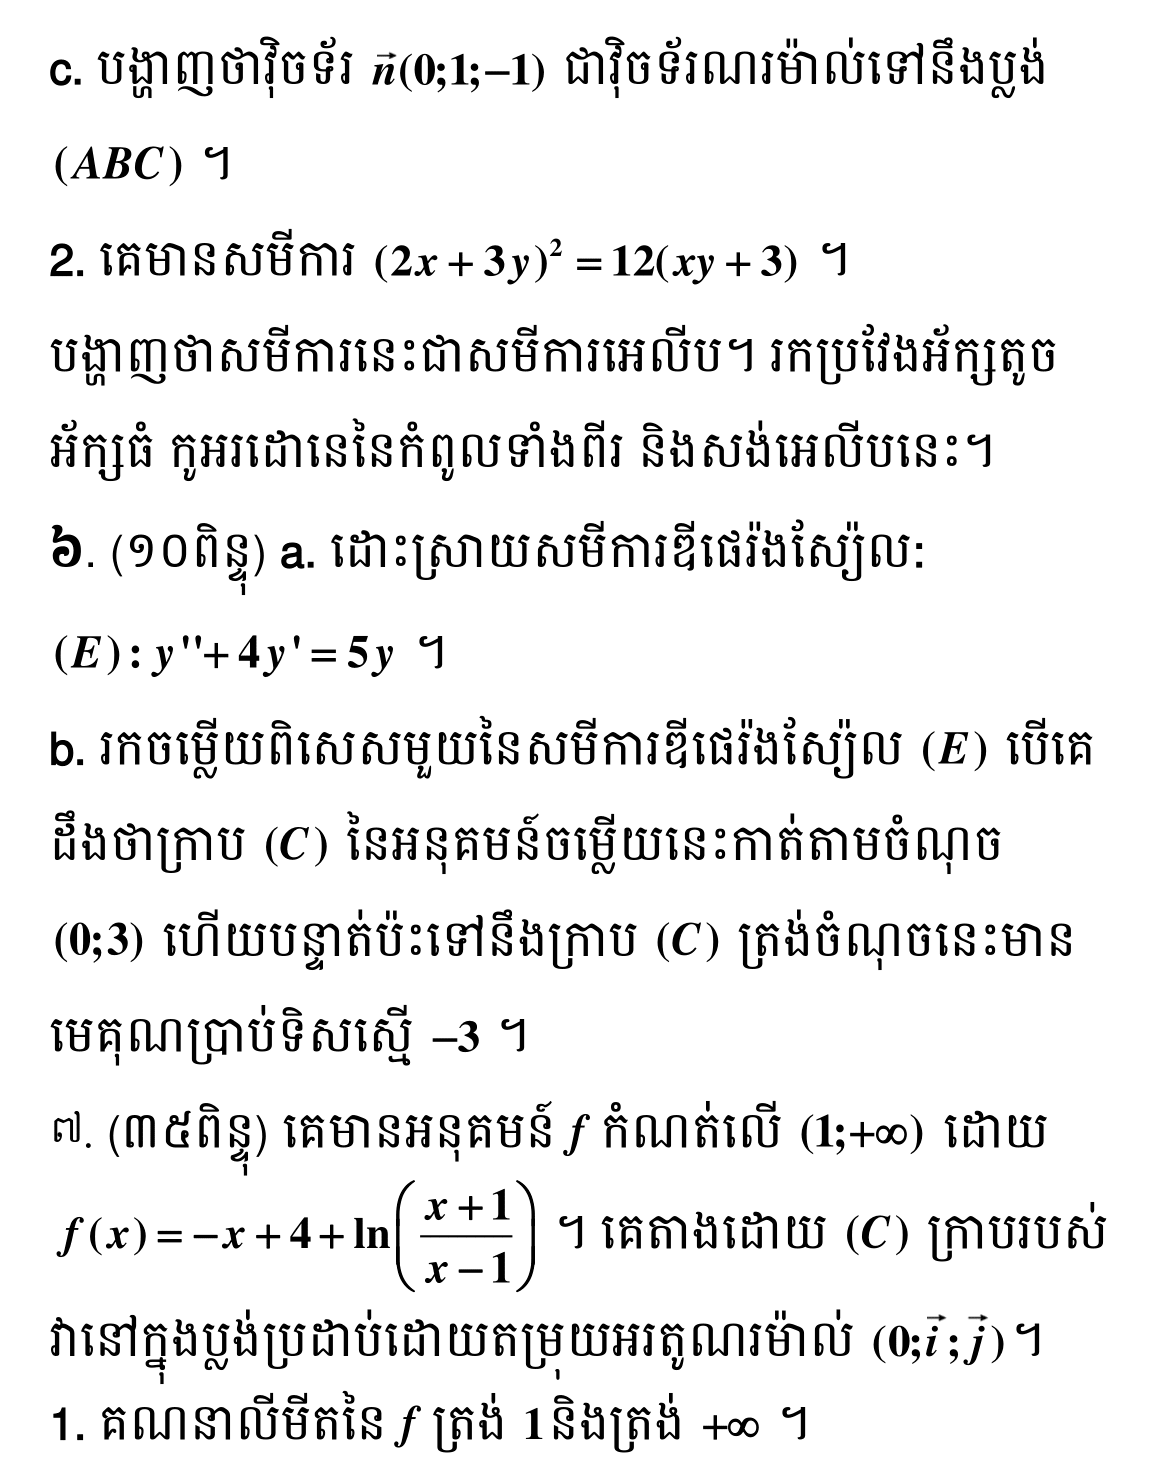 c. បង្ហាញថាវ៉ិចទ័រ n⃗(0;1;−1) ជាវ៉ិចទ័រណរម៉ាល់ទៅនឹងប្លង់
(ABC) ។
2. គេមានសមីការ (2x + 3y)² = 12(xy + 3) ។
បង្ហាញថាសមីការនេះជាសមីការអេលីប។ រកប្រវែងអ័ក្សតូច
អ័ក្សធំ កូអរដោនេនៃកំពូលទាំងពីរ និងសង់អេលីបនេះ។
៦. (១០ពិន្ទុ) a. ដោះស្រាយសមីការឌីផេរ៉ង់ស្យ៉ែល:
(E) : y ''+ 4y ' = 5y ។
b. រកចម្លើយពិសេសមួយនៃសមីការឌីផេរ៉ង់ស្យ៉ែល (E) បើគេ
ដឹងថាក្រាប (C) នៃអនុគមន៍ចម្លើយនេះកាត់តាមចំណុច
(0;3) ហើយបន្ទាត់ប៉ះទៅនឹងក្រាប (C) ត្រង់ចំណុចនេះមាន
មេគុណប្រាប់ទិសស្មើ −3 ។
៧. (៣៥ពិន្ទុ) គេមានអនុគមន៍ f កំណត់លើ (1;+∞) ដោយ
f(x) = −x + 4 + ln((x + 1)/(x − 1)) ។ គេតាងដោយ (C) ក្រាបរបស់
វានៅក្នុងប្លង់ប្រដាប់ដោយតម្រុយអរតូណរម៉ាល់ (0;i⃗ ;j⃗ )។
1. គណនាលីមីតនៃ f ត្រង់ 1និងត្រង់ +∞ ។